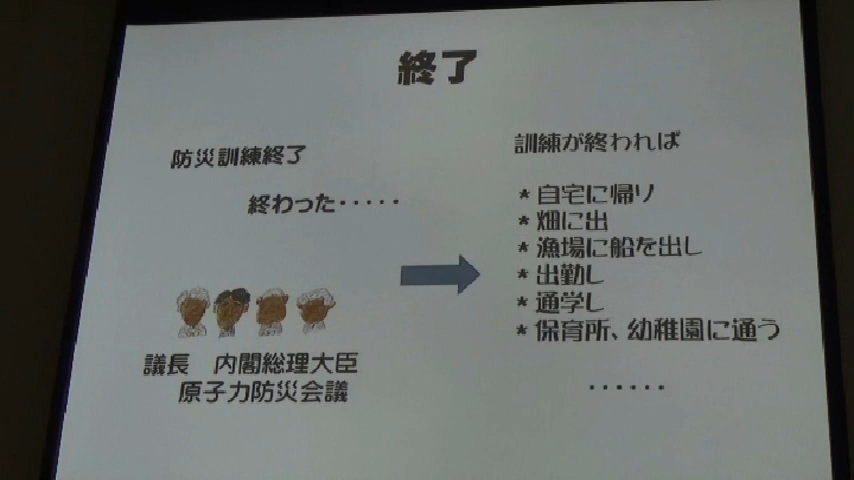 終了
防災訓練終了
終わった‥‥‥
議長　内閣総理大臣
原子力防災会議
訓練が終われば
* 自宅に帰り
* 畑に出
* 漁場に船を出し
* 出勤し
* 通学し
* 保育所、幼稚園に通う
‥‥‥